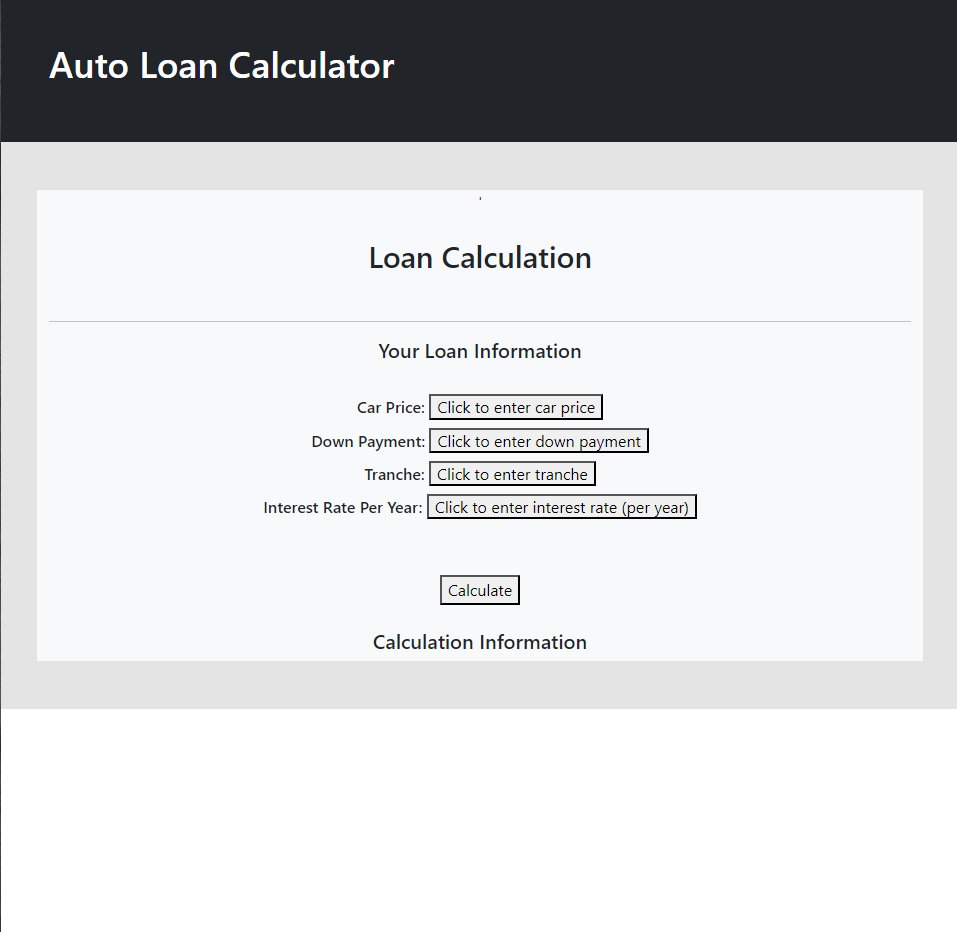 Auto Loan Calculator
'
Loan Calculation
Your Loan Information
Car Price: Click to enter car price
Down Payment: Click to enter down payment
Tranche: Click to enter tranche
Interest Rate Per Year: Click to enter interest rate (per year)
Calculate
Calculation Information